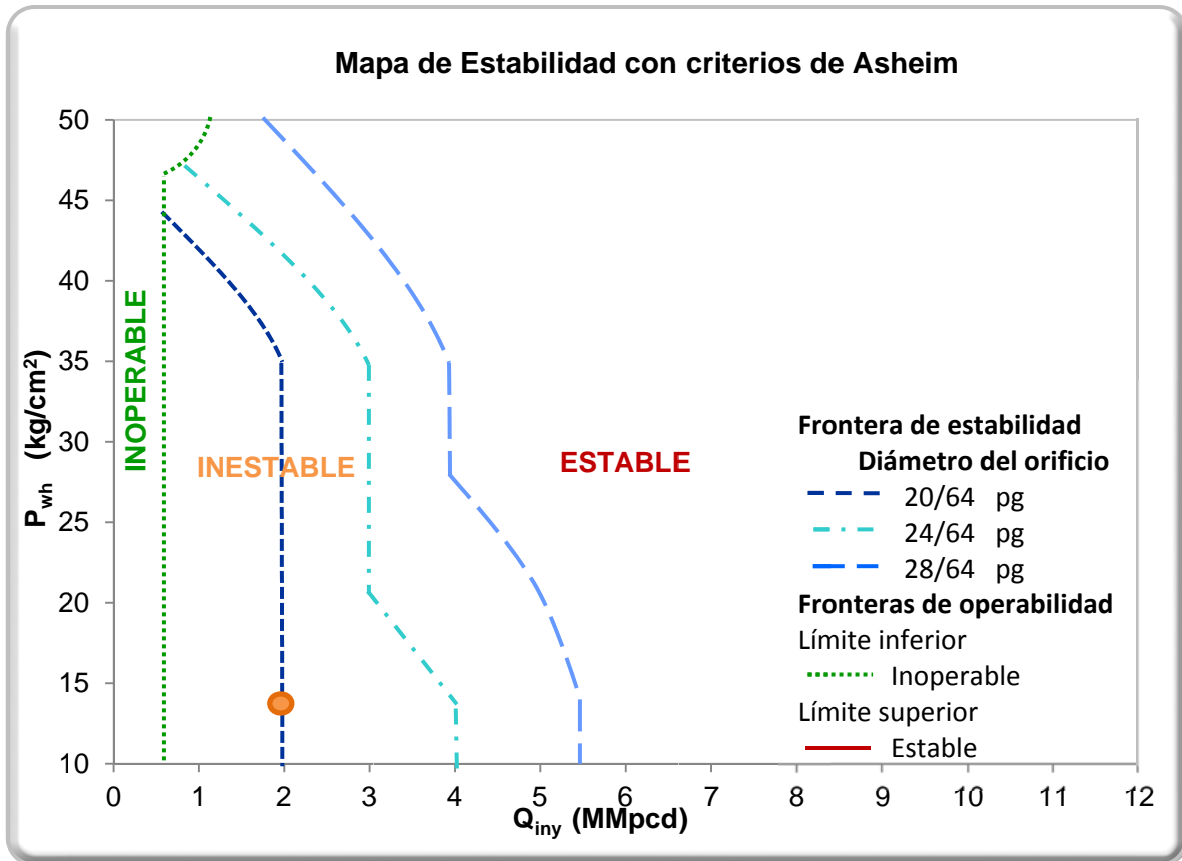 Mapa de Estabilidad con criterios de Asheim
50
45
40
35
30
25
20
15
10
P_wh (kg/cm²)
INOPERABLE
INESTABLE
ESTABLE
Frontera de estabilidad
Diámetro del orificio
20/64 pg
24/64 pg
28/64 pg
Fronteras de operabilidad
Límite inferior
Inoperable
Límite superior
Estable
0 1 2 3 4 5 6 7 8 9 10 11 12
Q_iny (MMpcd)